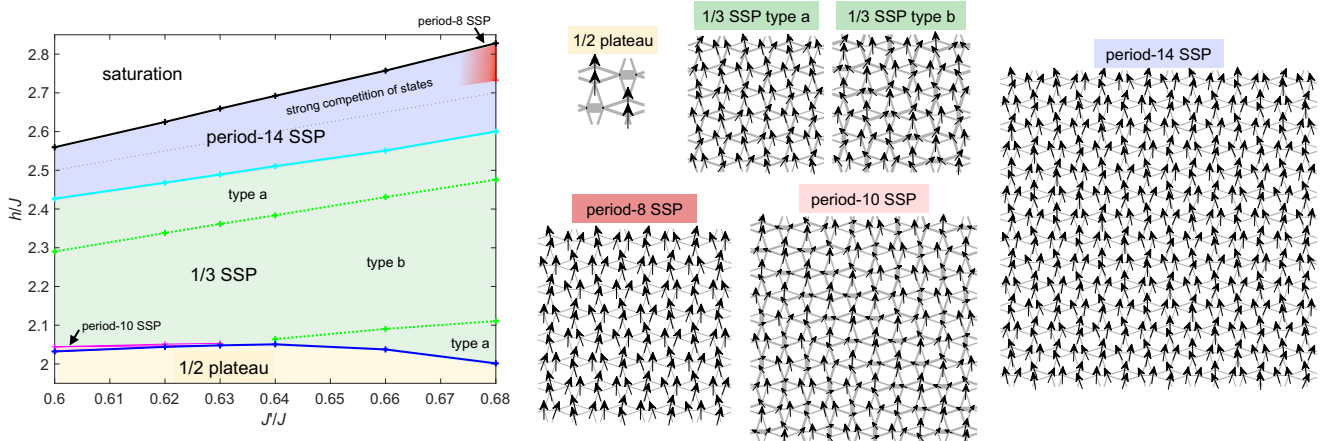 period-8 SSP
2.8
2.7
2.6
2.5
2.4
2.3
2.2
2.1
2
h/J
saturation
strong competition of states
period-14 SSP
type a
type b
1/3 SSP
period-10 SSP
type a
1/2 plateau
0.6
0.61
0.62
0.63
0.64
0.65
0.66
0.67
0.68
J'/J
1/2 plateau
1/3 SSP type a
1/3 SSP type b
period-14 SSP
period-8 SSP
period-10 SSP